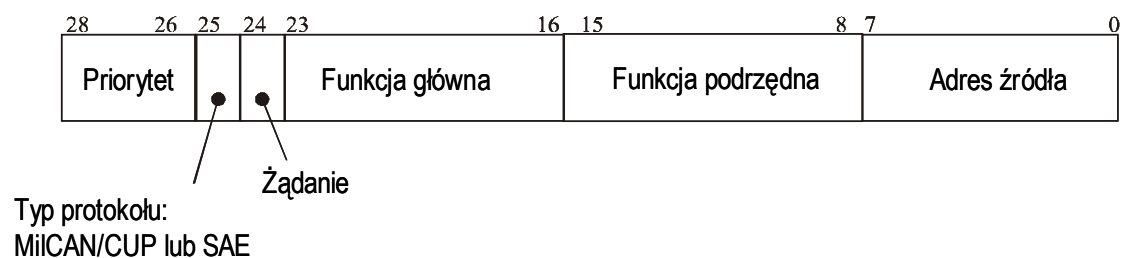 28 26 25 24 23 16 15 8 7 0
Priorytet Funkcja główna Funkcja podrzędna Adres źródła
Żądanie
Typ protokołu:
MilCAN/CUP lub SAE